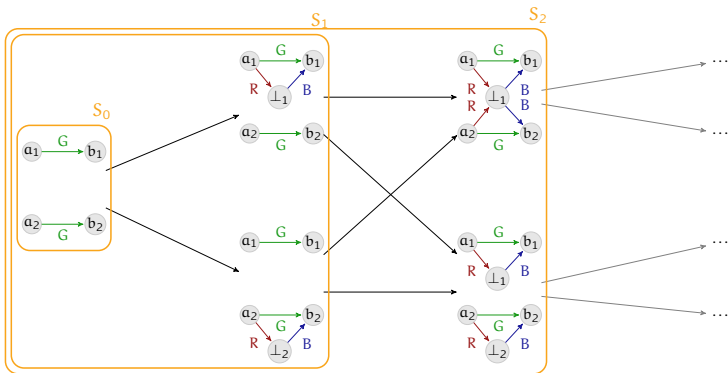 S₁
S₂
a₁ G b₁
R ⊥₁ B
a₂ G b₂
a₁ G b₁
R ⊥₁ B
R B
a₂ G b₂
...
...
S₀
a₁ G b₁
a₂ G b₂
a₁ G b₁
a₂ G b₂
R ⊥₂ B
a₁ G b₁
R ⊥₁ B
a₂ G b₂
R ⊥₂ B
...
...